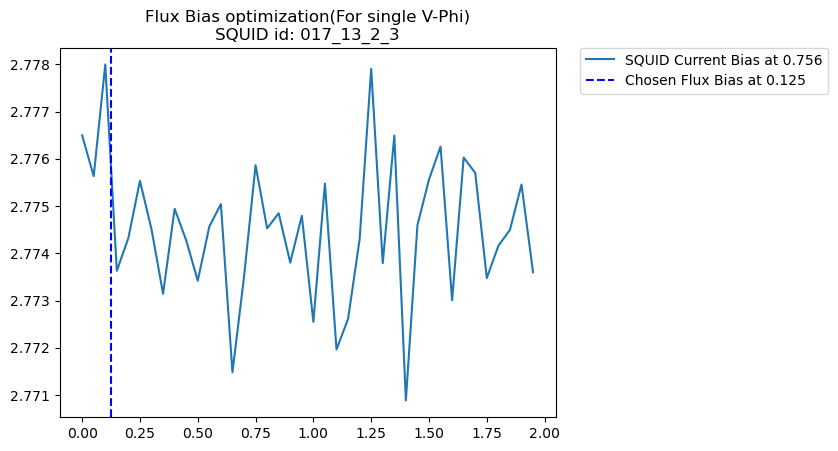 Flux Bias optimization(For single V-Phi)
SQUID id: 017_13_2_3
SQUID Current Bias at 0.756
Chosen Flux Bias at 0.125
2.778
2.777
2.776
2.775
2.774
2.773
2.772
2.771
0.00 0.25 0.50 0.75 1.00 1.25 1.50 1.75 2.00